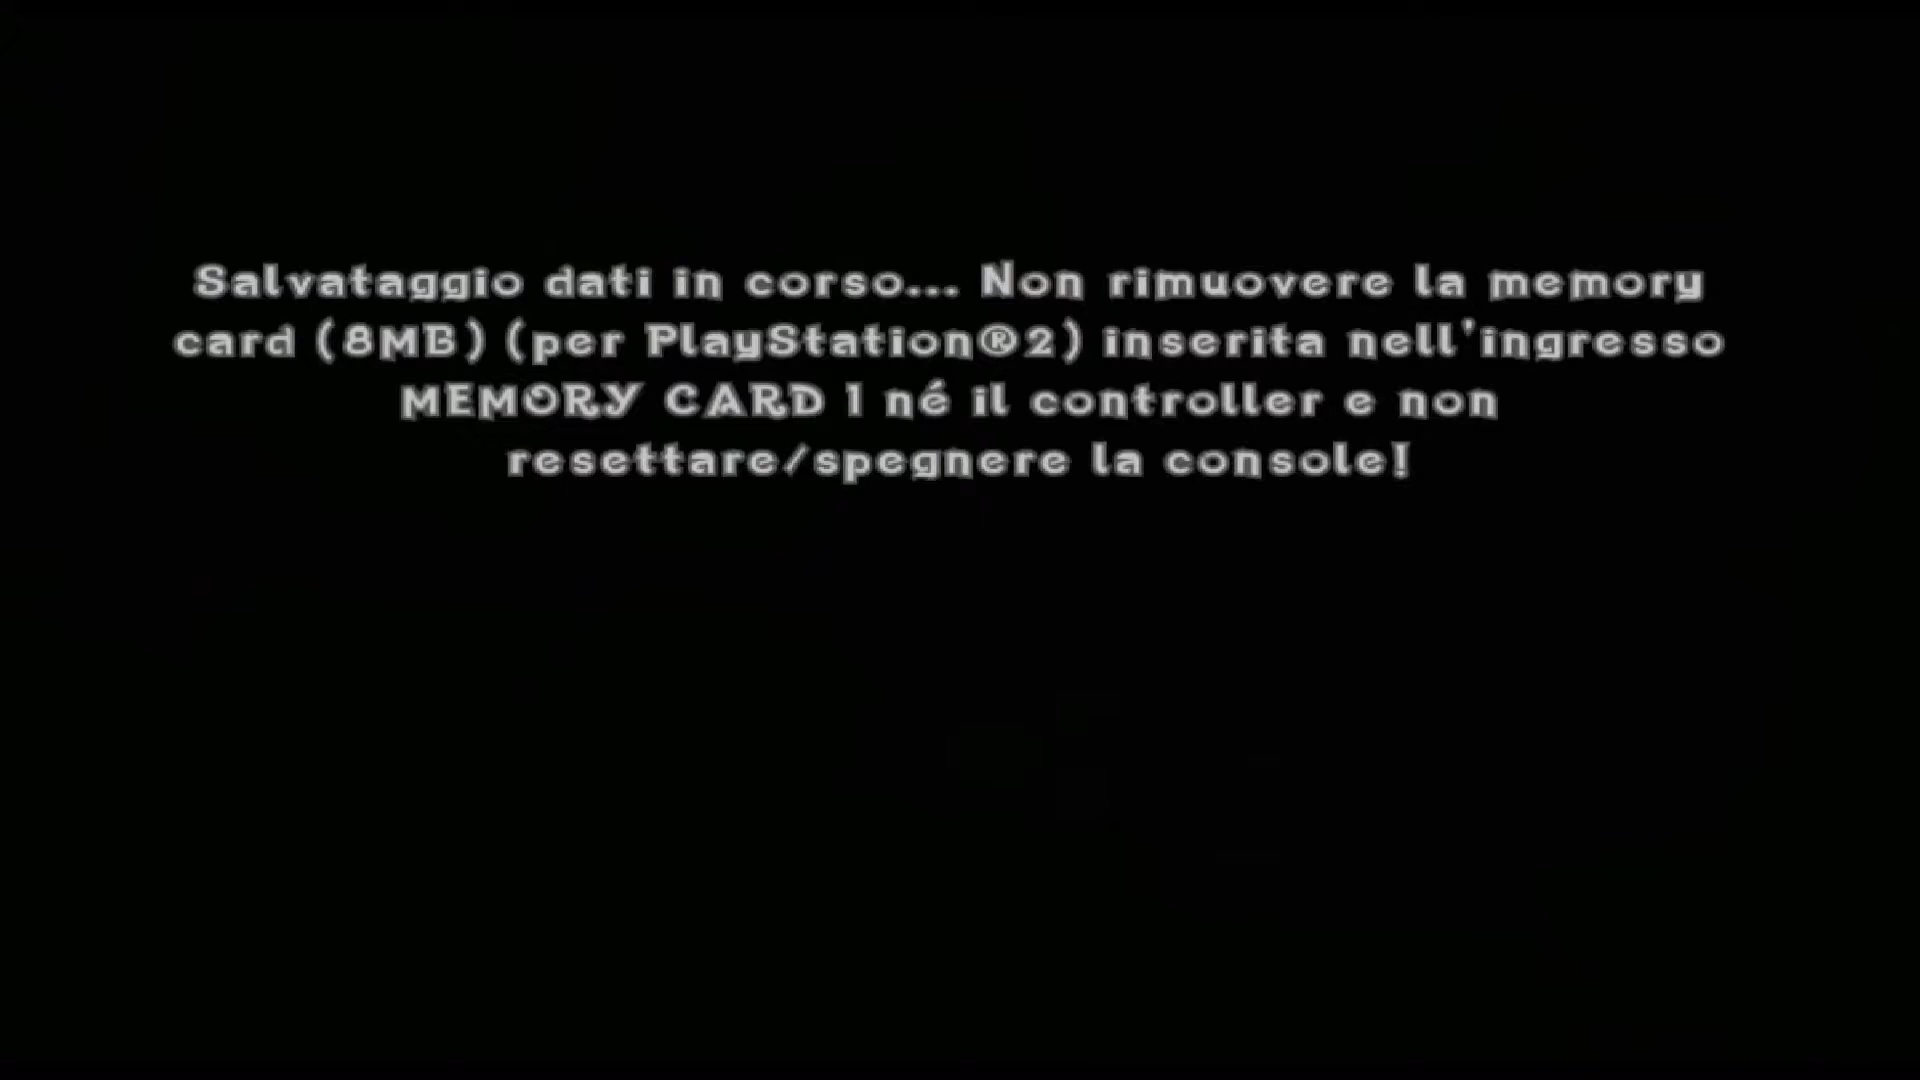 Salvataggio dati in corso... Non rimuovere la memory
card (8MB) (per PlayStation®2) inserita nell'ingresso
MEMORY CARD 1 né il controller e non
resettare/spegnere la console!